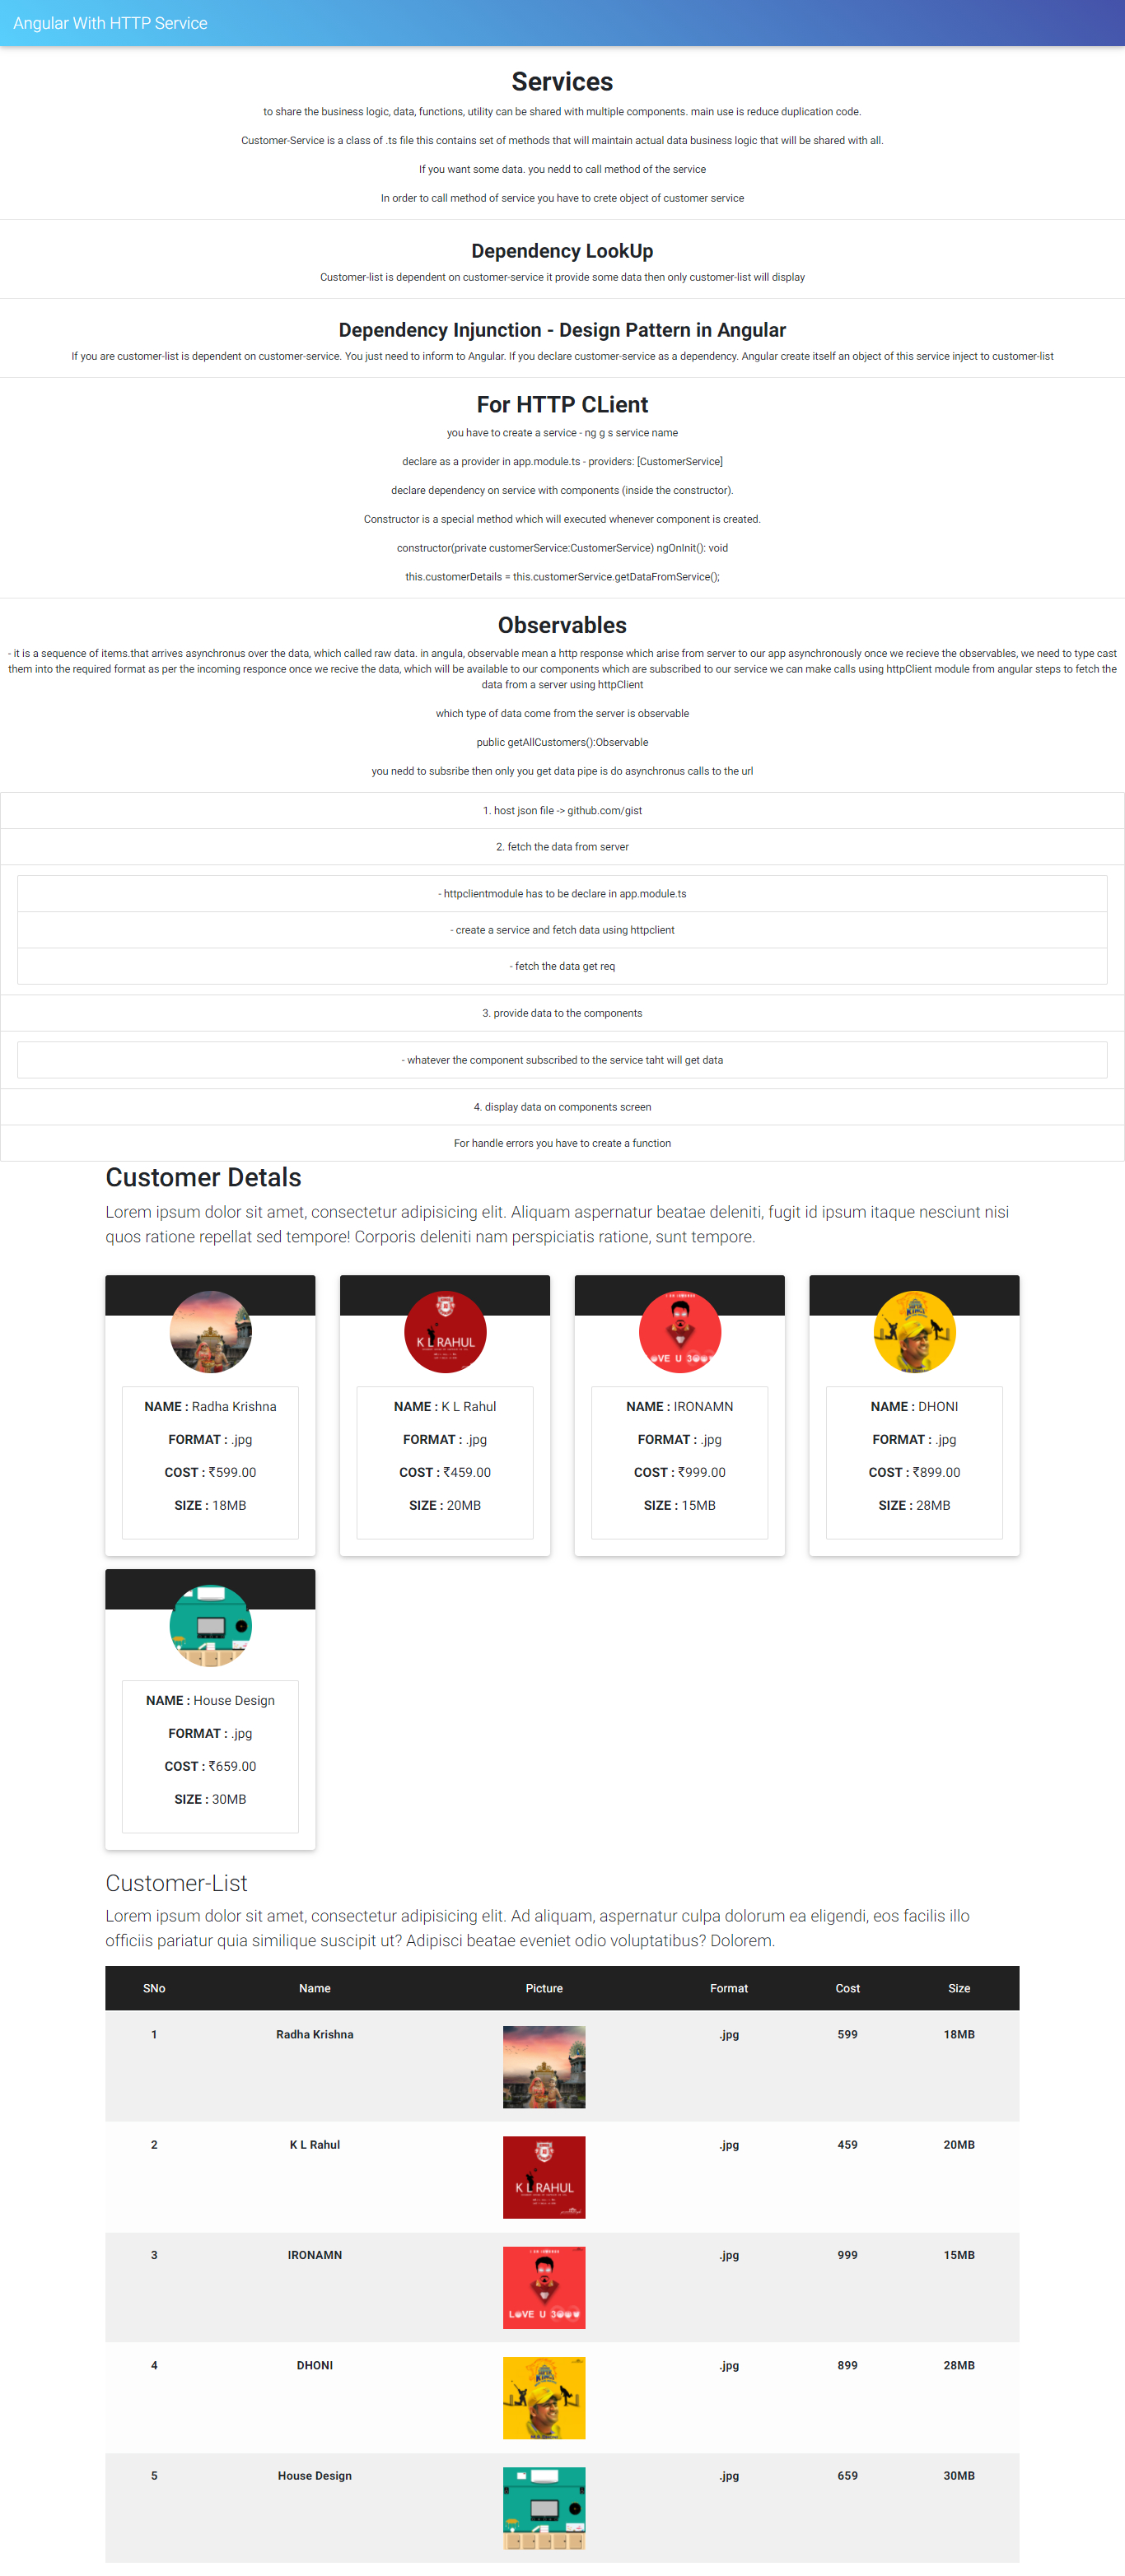 Angular With HTTP Service
Services
to share the business logic, data, functions, utility can be shared with multiple components. main use is reduce duplication code.
Customer-Service is a class of .ts file this contains set of methods that will maintain actual data business logic that will be shared with all.
If you want some data. you nedd to call method of the service
In order to call method of service you have to crete object of customer service
Dependency LookUp
Customer-list is dependent on customer-service it provide some data then only customer-list will display
Dependency Injunction - Design Pattern in Angular
If you are customer-list is dependent on customer-service. You just need to inform to Angular. If you declare customer-service as a dependency. Angular create itself an object of this service inject to customer-list
For HTTP CLient
you have to create a service - ng g s service name
declare as a provider in app.module.ts - providers: [CustomerService]
declare dependency on service with components (inside the constructor).
Constructor is a special method which will executed whenever component is created.
constructor(private customerService:CustomerService) ngOnInit(): void
this.customerDetails = this.customerService.getDataFromService();
Observables
- it is a sequence of items.that arrives asynchronus over the data, which called raw data. in angula, observable mean a http response which arise from server to our app asynchronously once we recieve the observables, we need to type cast
them into the required format as per the incoming responce once we recive the data, which will be available to our components which are subscribed to our service we can make calls using httpClient module from angular steps to fetch the
data from a server using httpClient
which type of data come from the server is observable
public getAllCustomers():Observable
you nedd to subsribe then only you get data pipe is do asynchronus calls to the url
1. host json file -> github.com/gist
2. fetch the data from server
- httpclientmodule has to be declare in app.module.ts
- create a service and fetch data using httpclient
- fetch the data get req
3. provide data to the components
- whatever the component subscribed to the service taht will get data
4. display data on components screen
For handle errors you have to create a function
Customer Detals
Lorem ipsum dolor sit amet, consectetur adipisicing elit. Aliquam aspernatur beatae deleniti, fugit id ipsum itaque nesciunt nisi
quos ratione repellat sed tempore! Corporis deleniti nam perspiciatis ratione, sunt tempore.
NAME : Radha Krishna
FORMAT : .jpg
COST : ₹599.00
SIZE : 18MB
K L RAHUL
NAME : K L Rahul
FORMAT : .jpg
COST : ₹459.00
SIZE : 20MB
NAME : IRONAMN
FORMAT : .jpg
COST : ₹999.00
SIZE : 15MB
NAME : DHONI
FORMAT : .jpg
COST : ₹899.00
SIZE : 28MB
NAME : House Design
FORMAT : .jpg
COST : ₹659.00
SIZE : 30MB
Customer-List
Lorem ipsum dolor sit amet, consectetur adipisicing elit. Ad aliquam, aspernatur culpa dolorum ea eligendi, eos facilis illo
officiis pariatur quia similique suscipit ut? Adipisci beatae eveniet odio voluptatibus? Dolorem.
SNo Name Picture Format Cost Size
1 Radha Krishna .jpg 599 18MB
2 K L Rahul .jpg 459 20MB
K L RAHUL
3 IRONAMN .jpg 999 15MB
LOVE U 3000
4 DHONI .jpg 899 28MB
5 House Design .jpg 659 30MB